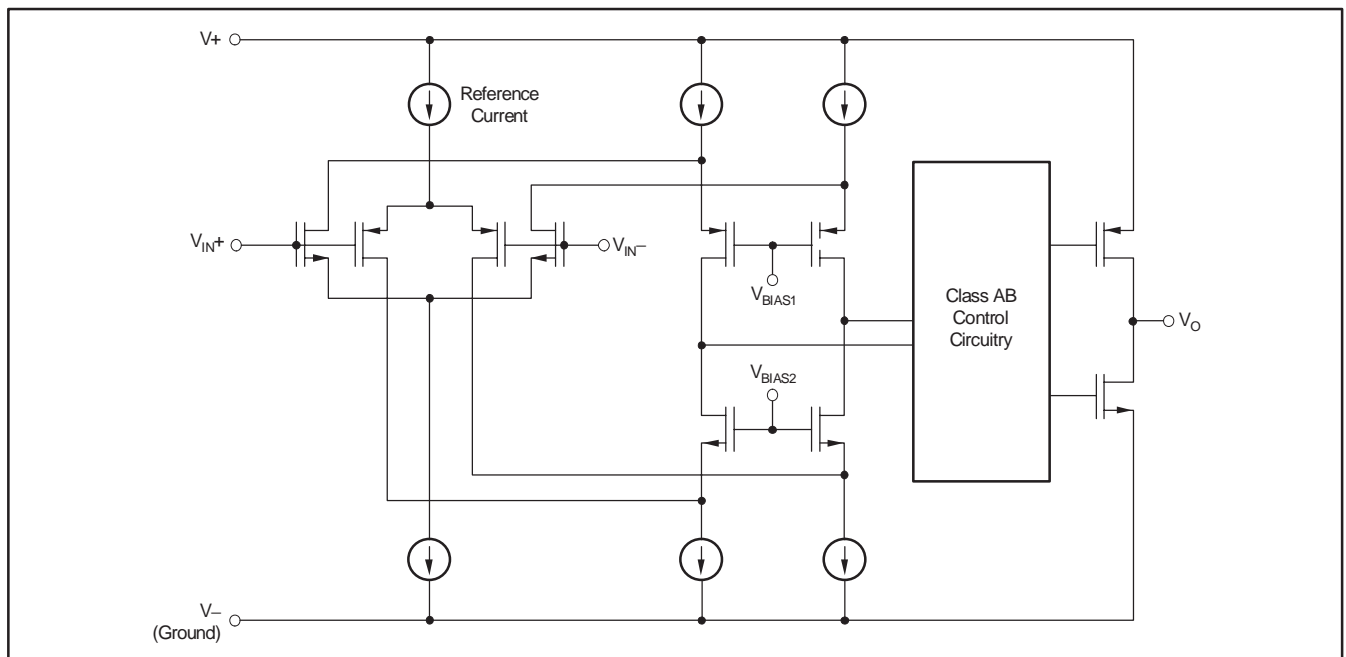 V+
Reference
Current
VIN+
VIN−
VBIAS1
Class AB
Control
Circuitry
VO
VBIAS2
V−
(Ground)